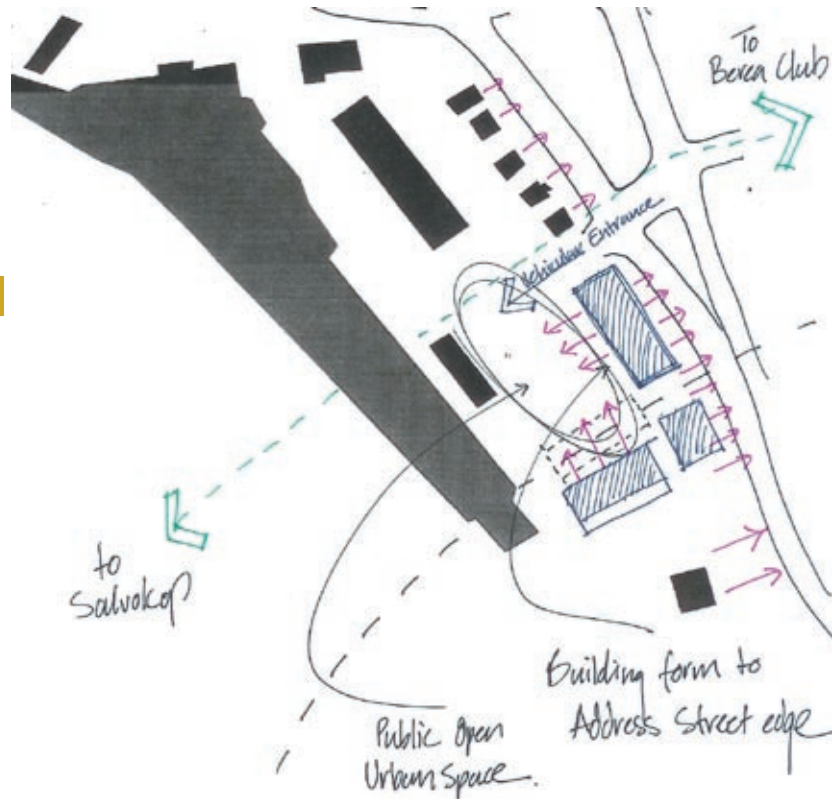 To
Berea Club
Vehicular Entrance
to
Salvokop
Building form to
Address Street edge
Public Open
Urban Space.